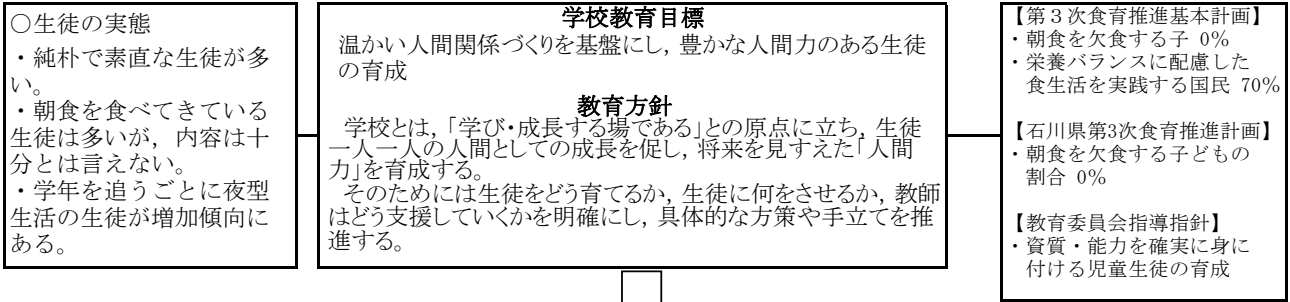 ○生徒の実態
・純朴で素直な生徒が多
い。
・朝食を食べてきている
生徒は多いが，内容は十
分とは言えない。
・学年を追うごとに夜型
生活の生徒が増加傾向に
ある。
学校教育目標
温かい人間関係づくりを基盤にし，豊かな人間力のある生徒
の育成
教育方針
学校とは，「学び・成長する場である」との原点に立ち，生徒
一人一人の人間としての成長を促し，将来を見すえた「人間
力」を育成する。
そのためには生徒をどう育てるか，生徒に何をさせるか，教師
はどう支援していくかを明確にし，具体的な方策や手立てを推
進する。
【第３次食育推進基本計画】
・朝食を欠食する子 0％
・栄養バランスに配慮した
食生活を実践する国民 70％
【石川県第3次食育推進計画】
・朝食を欠食する子どもの
割合 0％
【教育委員会指導指針】
・資質・能力を確実に身に
付ける児童生徒の育成